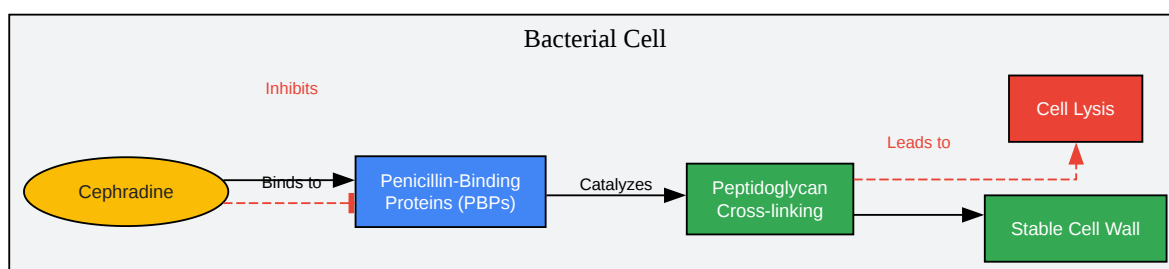 Bacterial Cell
Inhibits
Cell Lysis
Leads to
Cephradine
Binds to
Penicillin-Binding
Proteins (PBPs)
Catalyzes
Peptidoglycan
Cross-linking
Stable Cell Wall